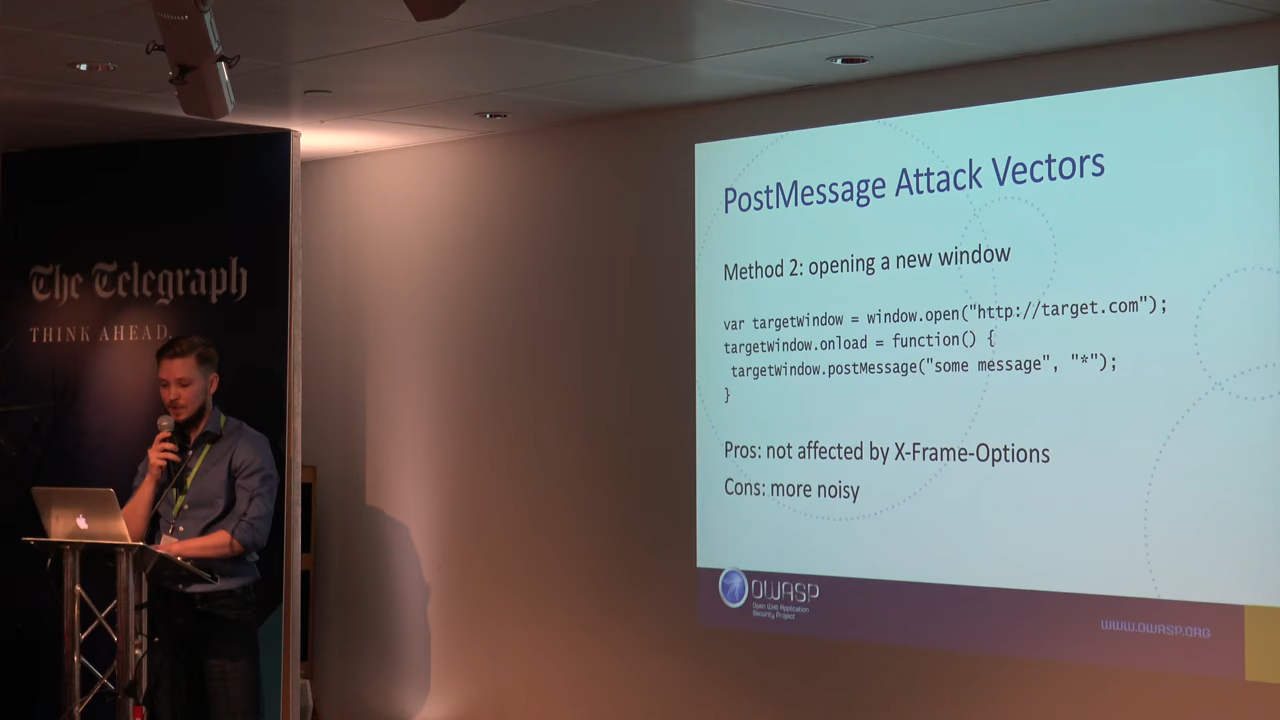 The Telegraph
THINK AHEAD.
PostMessage Attack Vectors
Method 2: opening a new window
var targetWindow = window.open("http://target.com");
targetWindow.onload = function() {
targetWindow.postMessage("some message", "*");
}
Pros: not affected by X-Frame-Options
Cons: more noisy
OWASP
Open Web Application
Security Project
WWW.OWASP.ORG